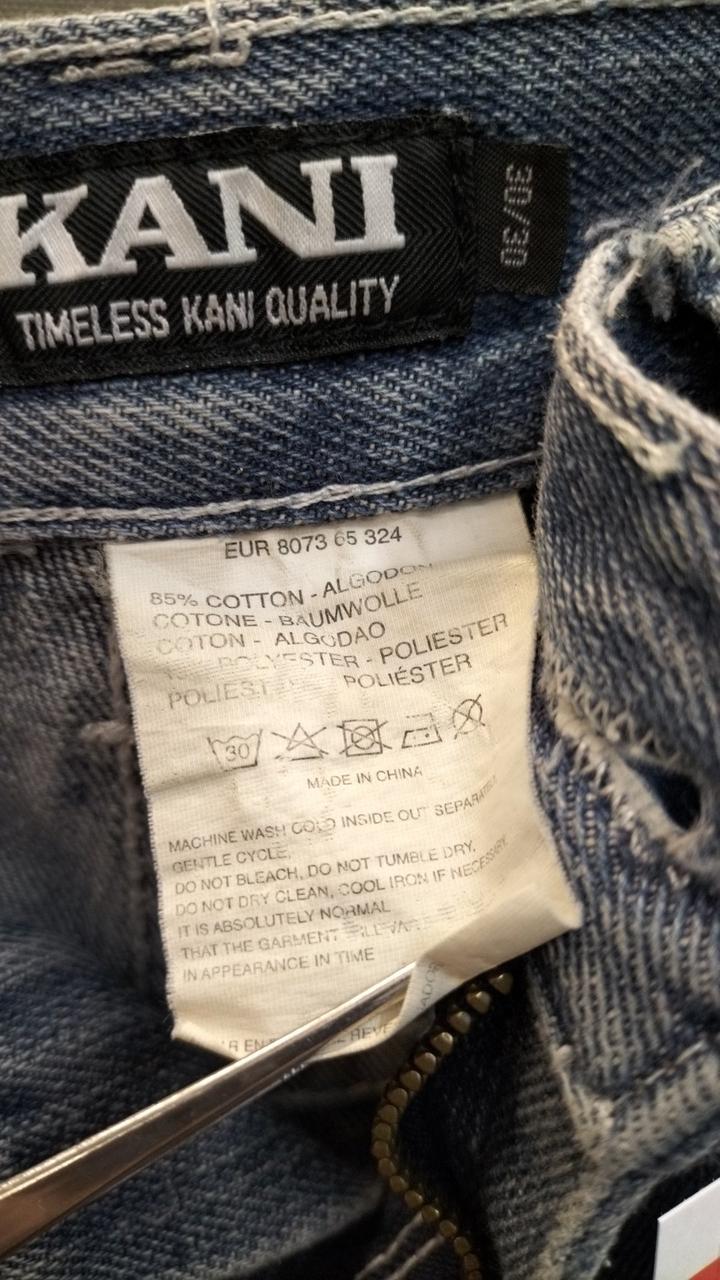 KANI
TIMELESS KANI QUALITY
30/30
EUR 8073 65 324
85% COTTON - ALGODON
COTONE - BAUMWOLLE
COTON - ALGODAO
POLYESTER - POLIESTER
POLIÉSTER
30
MADE IN CHINA
MACHINE WASH COLD INSIDE OUT SEPARATELY
GENTLE CYCLE,
DO NOT BLEACH, DO NOT TUMBLE DRY,
DO NOT DRY CLEAN, COOL IRON IF NECESSARY.
IT IS ABSOLUTELY NORMAL
THAT THE GARMENT WILL VARY
IN APPEARANCE IN TIME